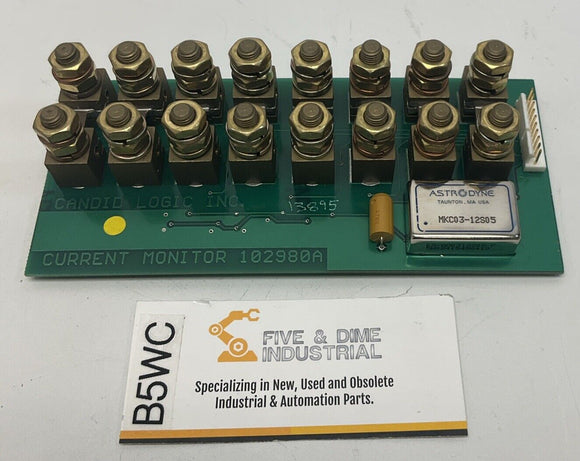 CANDID LOGIC INC.
13895
ASTRODYNE
TAUNTON, MA USA
MKC03-12S05
CURRENT MONITOR 102980A
B5WC
FIVE & DIME
INDUSTRIAL
Specializing in New, Used and Obsolete
Industrial & Automation Parts.